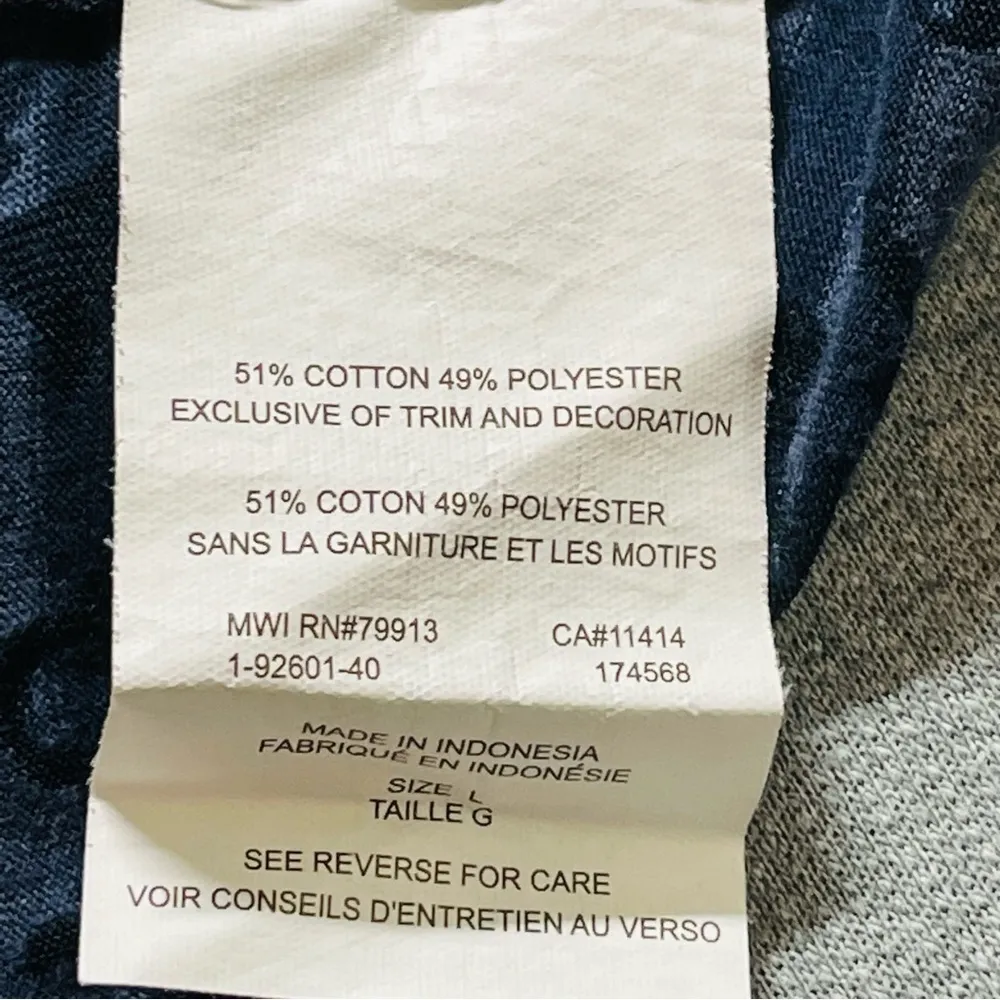 51% COTTON 49% POLYESTER
EXCLUSIVE OF TRIM AND DECORATION
51% COTON 49% POLYESTER
SANS LA GARNITURE ET LES MOTIFS
MWI RN#79913 CA#11414
1-92601-40 174568
MADE IN INDONESIA
FABRIQUÉ EN INDONÉSIE
SIZE L
TAILLE G
SEE REVERSE FOR CARE
VOIR CONSEILS D'ENTRETIEN AU VERSO